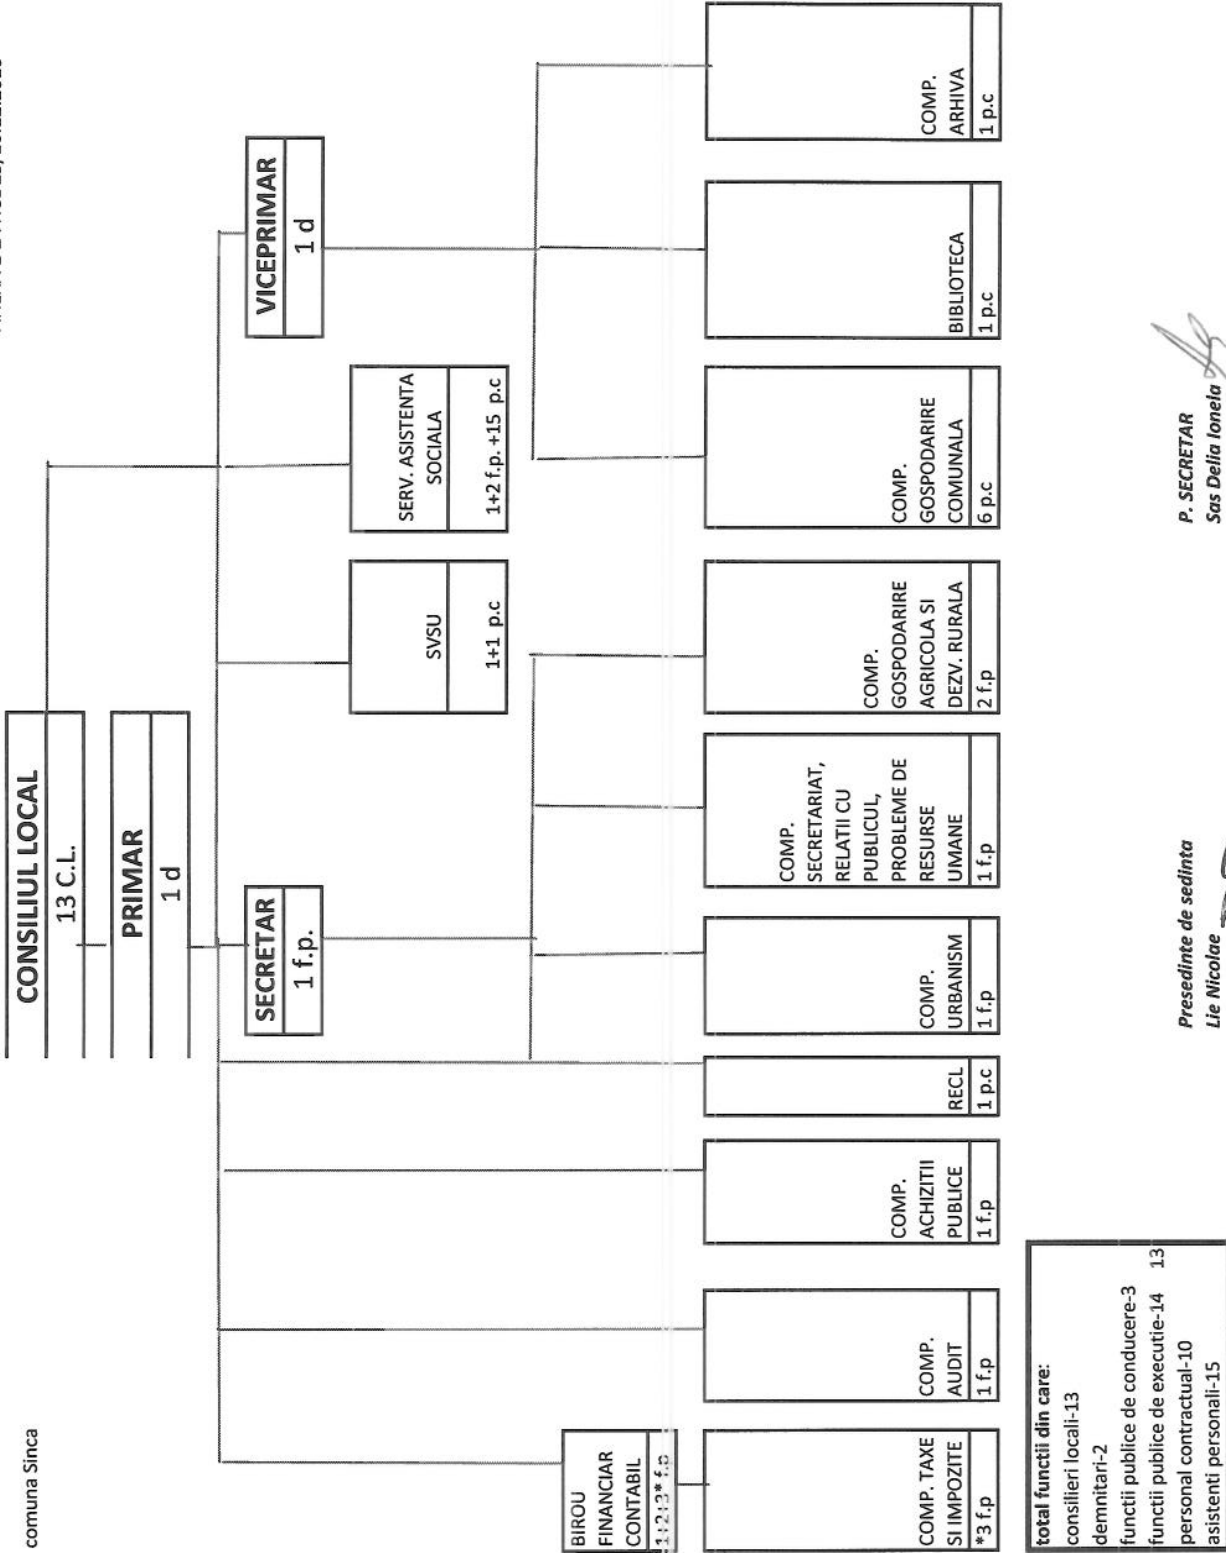 comuna Sinca
CONSILIUL LOCAL
13 C.L.
PRIMAR
1 d
SECRETAR
1 f.p.
VICEPRIMAR
1 d
SVSU
1+1 p.c
SERV. ASISTENTA
SOCIALA
1+2 f.p. +15 p.c
BIROU
FINANCIAR
CONTABIL
1+2+3* f.p
COMP. TAXE
SI IMPOZITE
*3 f.p
COMP.
AUDIT
1 f.p
COMP.
ACHIZITII
PUBLICE
1 f.p
RECL
1 p.c
COMP.
URBANISM
1 f.p
COMP.
SECRETARIAT,
RELATII CU
PUBLICUL,
PROBLEME DE
RESURSE
UMANE
1 f.p
COMP.
GOSPODARIRE
AGRICOLA SI
DEZV. RURALA
2 f.p
COMP.
GOSPODARIRE
COMUNALA
6 p.c
BIBLIOTECA
1 p.c
COMP.
ARHIVA
1 p.c
total functii din care:
consilieri locali-13
demnitari-2
functii publice de conducere-3
functii publice de executie-14 13
personal contractual-10
asistenti personali-15
Presedinte de sedinta
Lie Nicolae
P. SECRETAR
Sas Delia Ionela